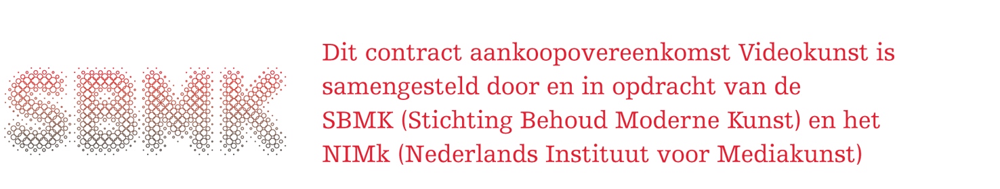 SBMK
Dit contract aankoopovereenkomst Videokunst is
samengesteld door en in opdracht van de
SBMK (Stichting Behoud Moderne Kunst) en het
NIMk (Nederlands Instituut voor Mediakunst)